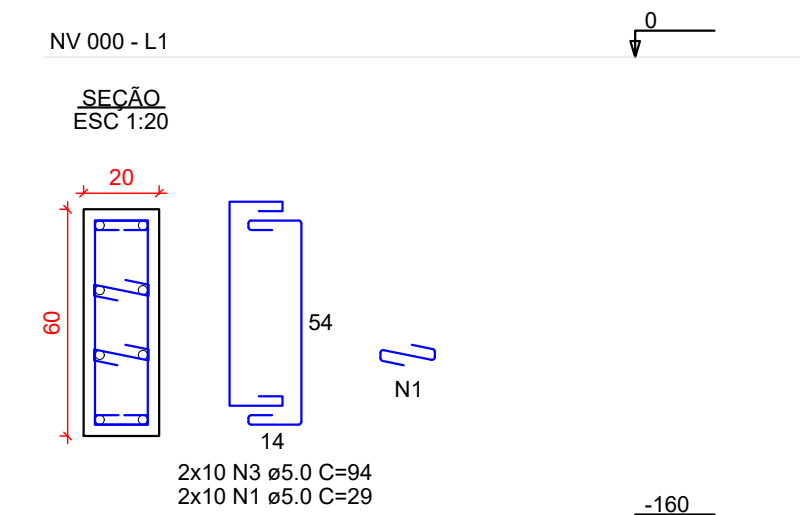 NV 000 - L1
0
SEÇÃO
ESC 1:20
20
60
54
N1
14
2x10 N3 ø5.0 C=94
2x10 N1 ø5.0 C=29
-160